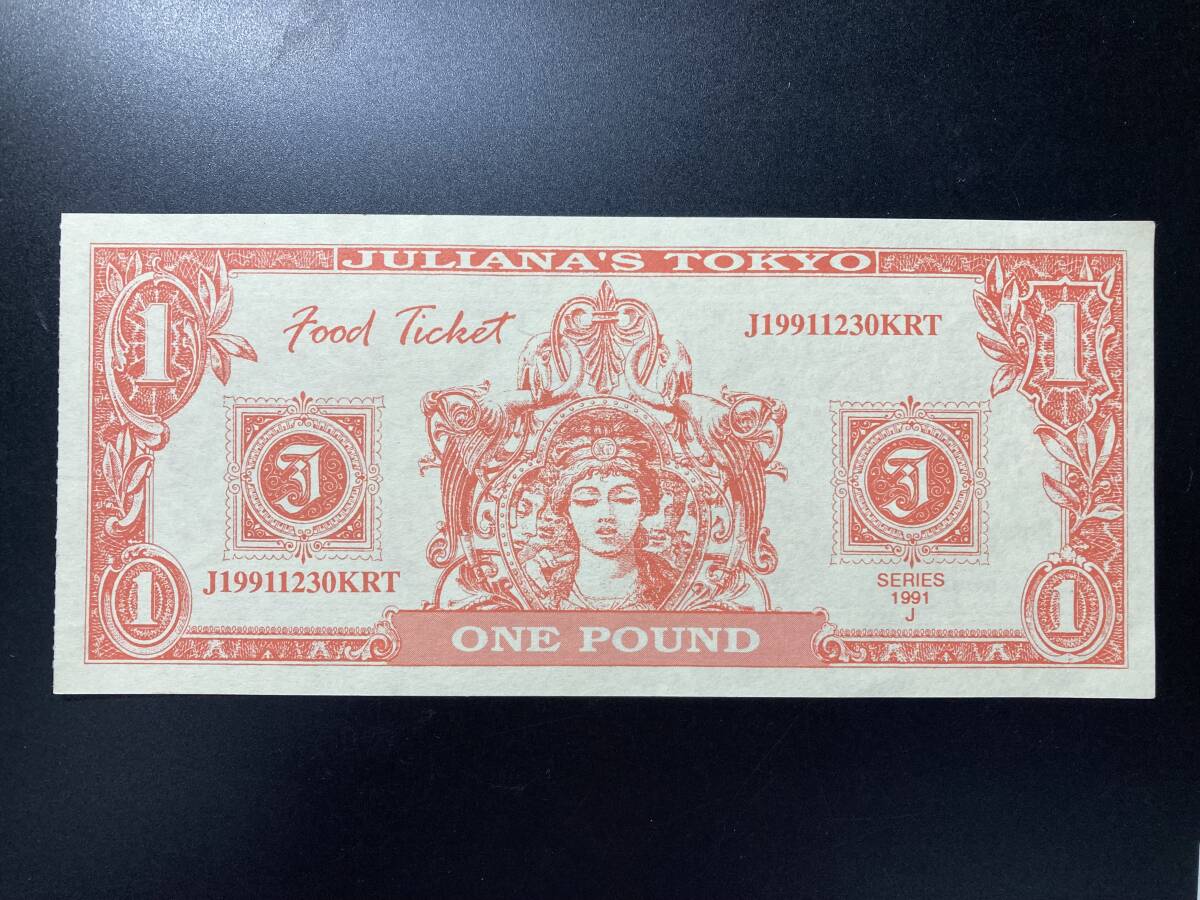 JULIANA'S TOKYO
1
1
Food Ticket
J19911230KRT
J
J
J19911230KRT
SERIES
1991
J
1
1
ONE POUND